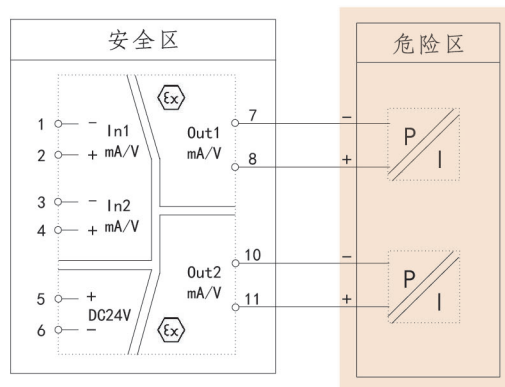 安全区
危险区
1 - In1
2 + mA/V
3 - In2
4 + mA/V
5 +
DC24V
6 -
Ex
Out1
mA/V
7 -
8 +
P
I
Out2
mA/V
10 -
11 +
P
I
Ex